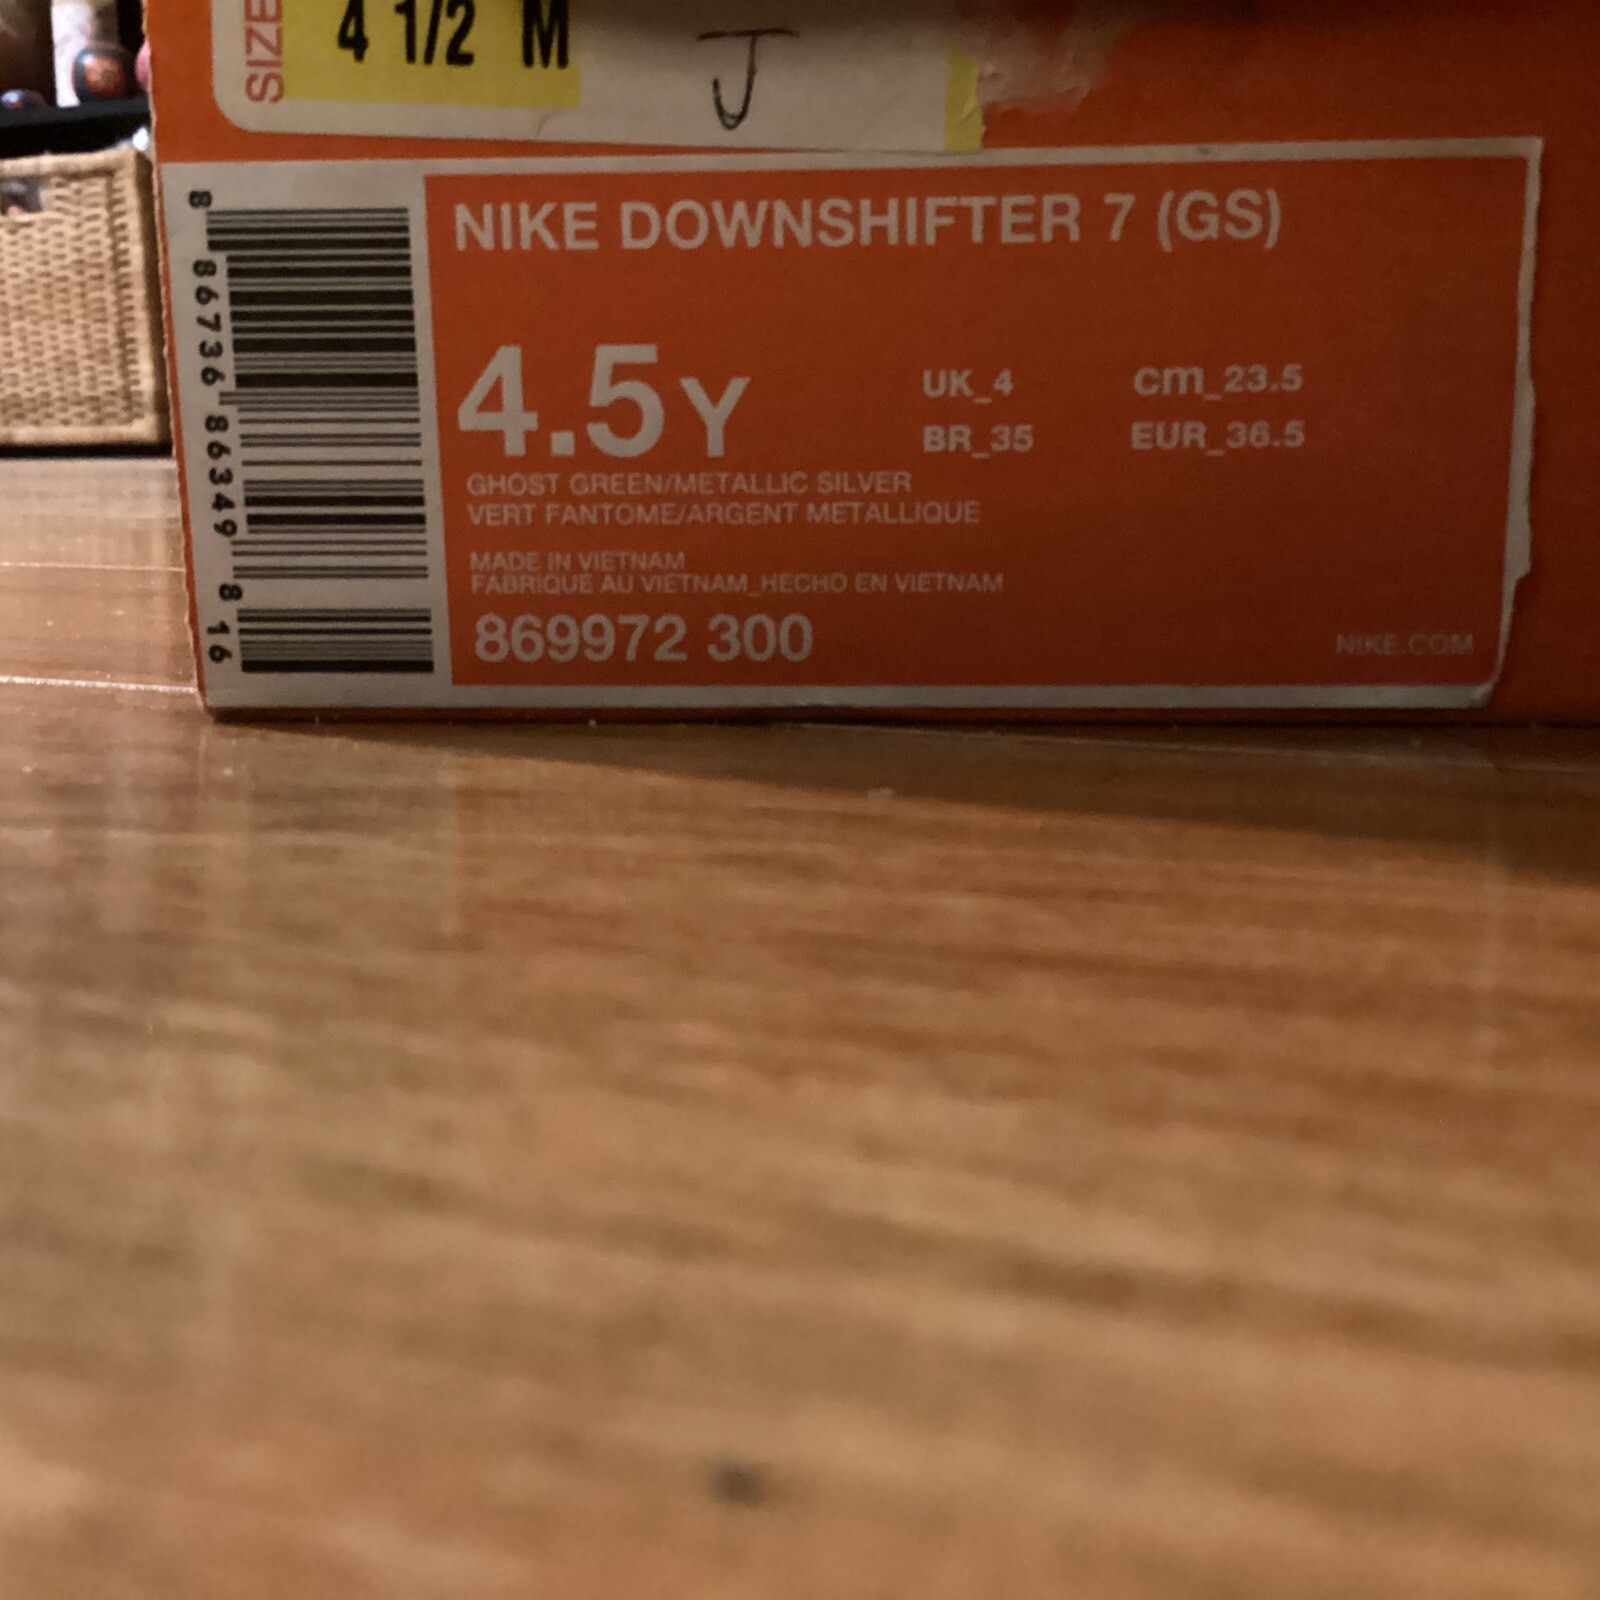 SIZE
4 1/2 M
J
NIKE DOWNSHIFTER 7 (GS)
4.5Y
UK_4 cm_23.5
BR_35 EUR_36.5
GHOST GREEN/METALLIC SILVER
VERT FANTOME/ARGENT METALLIQUE
MADE IN VIETNAM
FABRIQUE AU VIETNAM_HECHO EN VIETNAM
869972 300
NIKE.COM
8 86736 86349 8 16